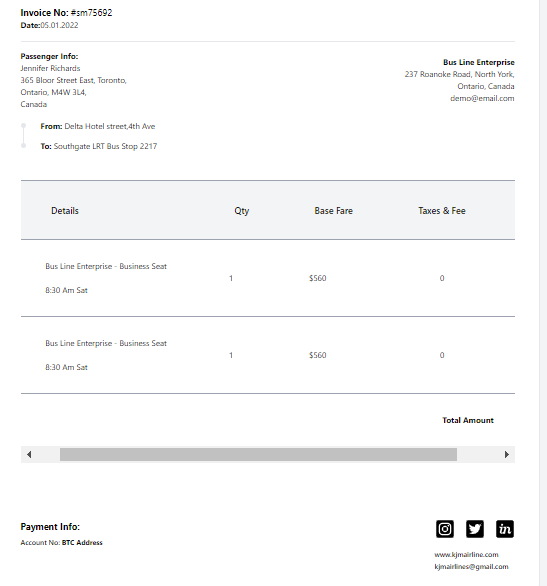 Invoice No: #sm75692
Date:05.01.2022
Passenger Info:
Jennifer Richards
365 Bloor Street East, Toronto,
Ontario, M4W 3L4,
Canada
Bus Line Enterprise
237 Roanoke Road, North York,
Ontario, Canada
demo@email.com
From: Delta Hotel street,4th Ave
To: Southgate LRT Bus Stop 2217
Details Qty Base Fare Taxes & Fee
Bus Line Enterprise - Business Seat
8:30 Am Sat
1 $560 0
Bus Line Enterprise - Business Seat
8:30 Am Sat
1 $560 0
Total Amount
Payment Info:
Account No: BTC Address
in
www.kjmairline.com
kjmairlines@gmail.com